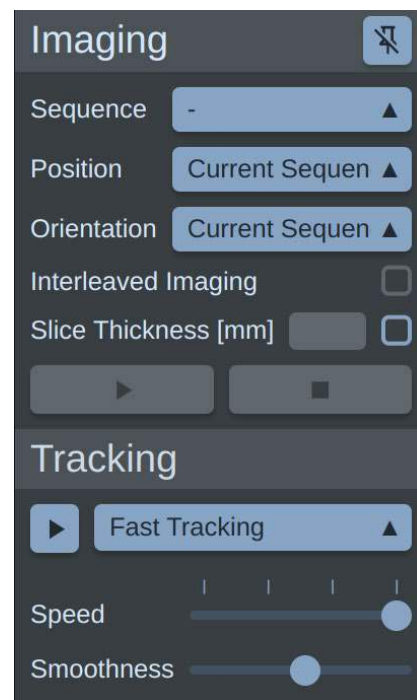 Imaging
Sequence -
Position Current Sequen
Orientation Current Sequen
Interleaved Imaging
Slice Thickness [mm]
Tracking
Fast Tracking
Speed
Smoothness